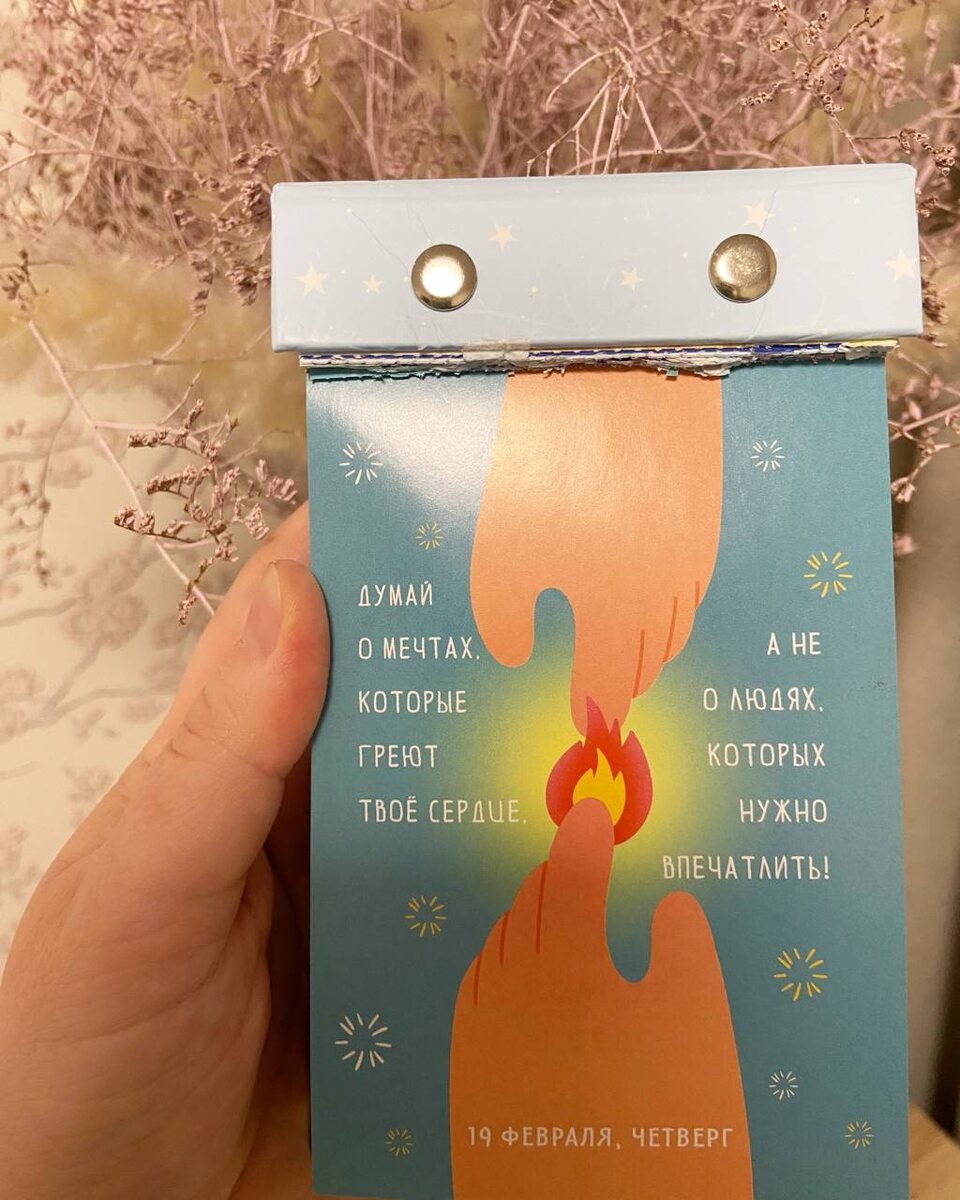 ДУМАЙ
О МЕЧТАХ,
КОТОРЫЕ
ГРЕЮТ
ТВОЁ СЕРДЦЕ,
А НЕ
О ЛЮДЯХ,
КОТОРЫХ
НУЖНО
ВПЕЧАТЛИТЬ!
19 ФЕВРАЛЯ, ЧЕТВЕРГ